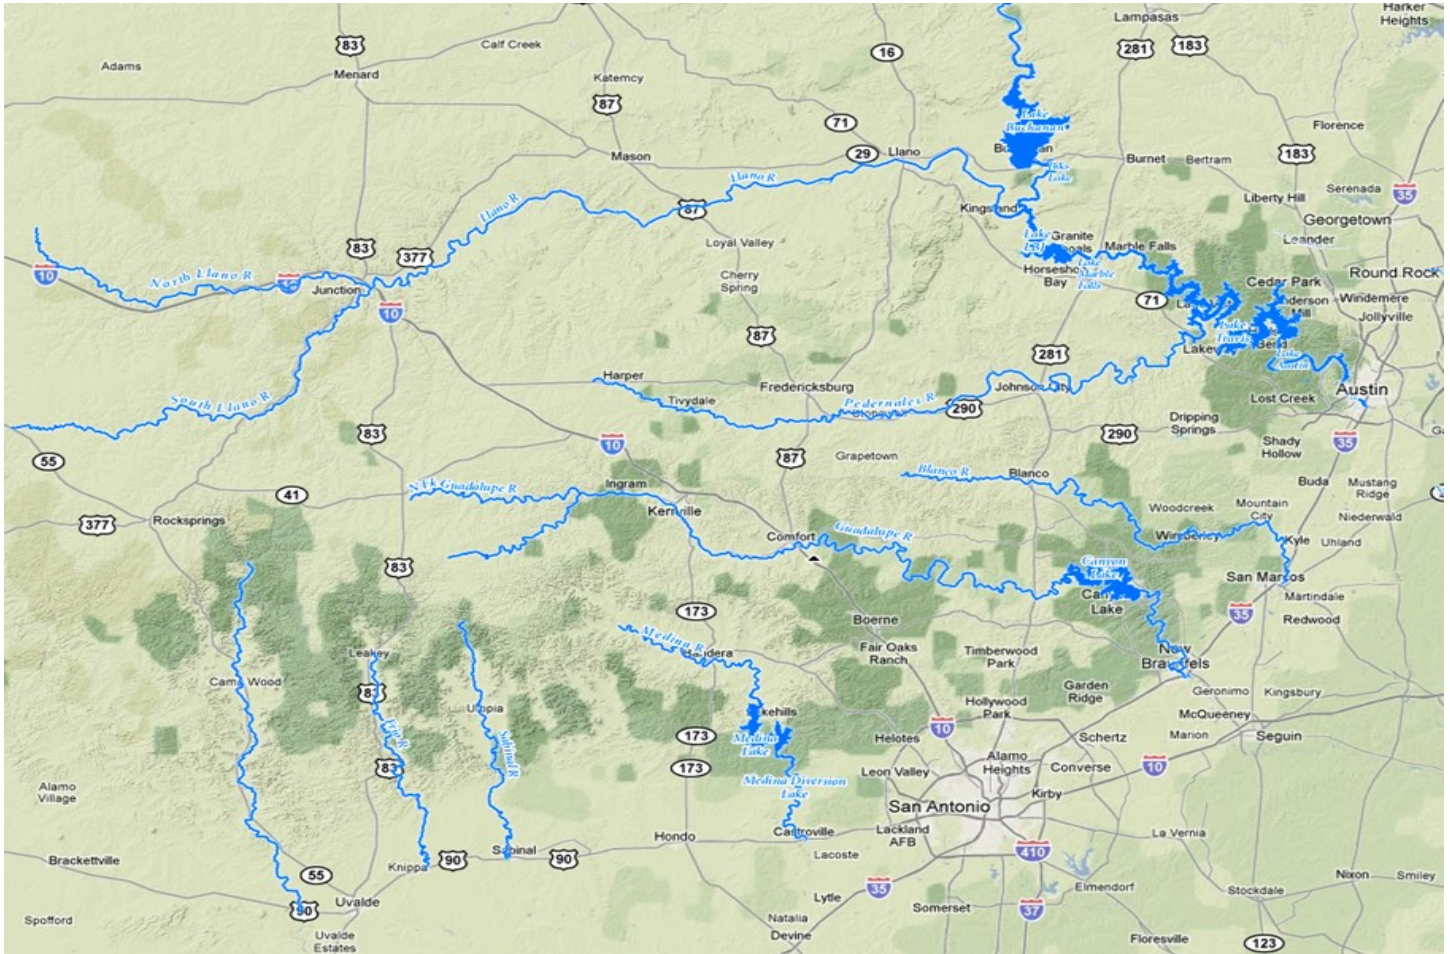 Lampasas
Harker
Heights
83
Calf Creek
16
281
183
Adams
Menard
Katemcy
87
Lake
Buchanan
71
Florence
29
Llano
183
Mason
Burnet
Bertram
Lake
Llano R
35
Serenada
Liberty Hill
Llano R
87
Kingsland
Georgetown
83
377
Loyal Valley
Lake
Granite
Marble Falls
Leander
10
North Llano R
Junction
Cherry
Spring
Horseshoe
Bay
Lake
Marble
Falls
Round Rock
Cedar Park
71
Windemere
Mill
Jollyville
10
87
Lake
Travis
Bend
281
Lake
Austin
Harper
Fredericksburg
Johnson City
Austin
South Llano R
Tivydale
Pedernales R
290
Lost Creek
Dripping
Springs
83
10
290
35
Shady
Hollow
55
87
Grapetown
Blanco R
Blanco
41
N Fk Guadalupe R
Ingram
Buda
Mustang
Ridge
377
Rocksprings
Kerrville
Woodcreek
Mountain
City
Niederwald
Comfort
Guadalupe R
Wimberley
Kyle
Uhland
83
Canyon
Lake
Canyon
Lake
San Marcos
Martindale
173
35
Redwood
Boerne
Medina R
Bandera
Fair Oaks
Ranch
Timberwood
Park
New
Braunfels
Leakey
Camp Wood
83
Garden
Ridge
Geronimo
Kingsbury
Utopia
Hollywood
Park
McQueeney
Frio R
Sabinal R
173
Medina
Lake
Helotes
10
Schertz
Marion
Seguin
83
173
Alamo
Heights
Converse
10
Leon Valley
Medina Diversion
Lake
Alamo
Village
San Antonio
Kirby
Hondo
Castroville
Lackland
AFB
La Vernia
Brackettville
Knippa
90
Sabinal
90
Lacoste
410
55
35
Elmendorf
Nixon
Smiley
Stockdale
90
Uvalde
Lytle
Somerset
37
Spofford
Natalia
Uvalde
Estates
Devine
Floresville
123